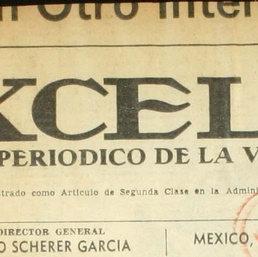 n Otro Inter
XCEL
PERIODICO DE LA V
trado como Articulo de Segunda Clase en la Admini
DIRECTOR GENERAL
O SCHERER GARCIA
MEXICO,